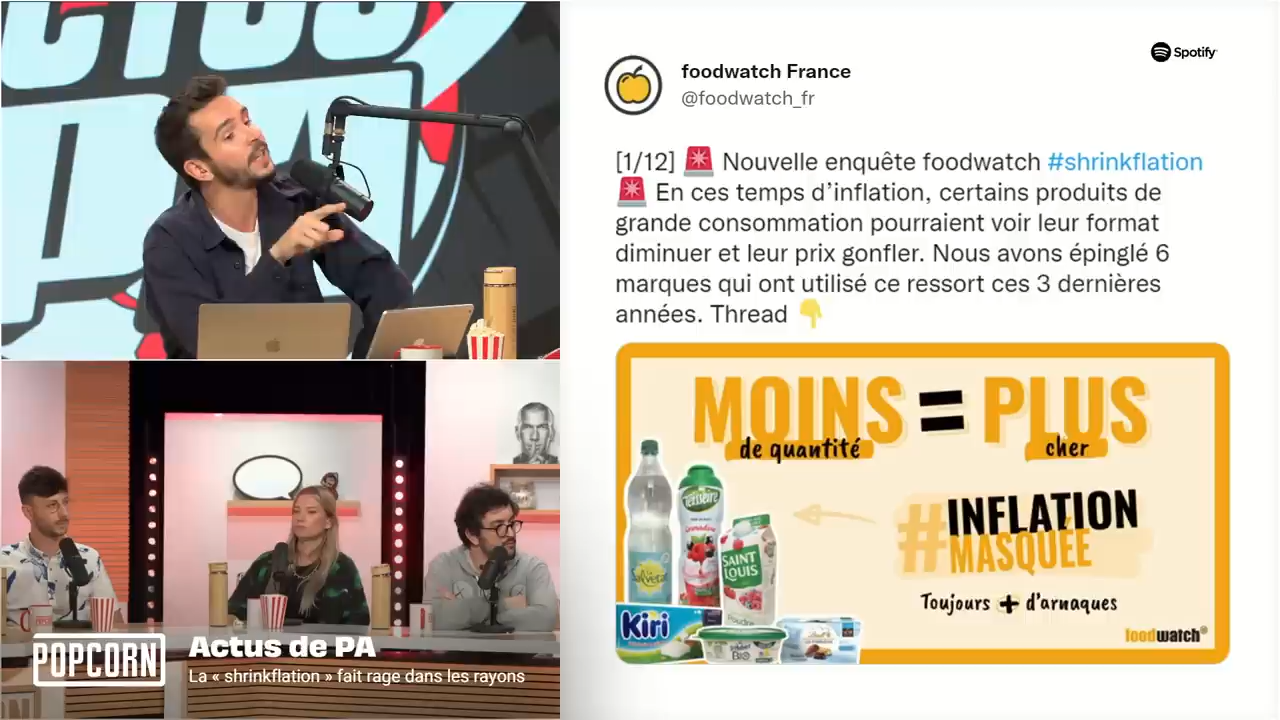 Spotify
foodwatch France
@foodwatch_fr
[1/12] 🚨 Nouvelle enquête foodwatch #shrinkflation
🚨 En ces temps d’inflation, certains produits de
grande consommation pourraient voir leur format
diminuer et leur prix gonfler. Nous avons épinglé 6
marques qui ont utilisé ce ressort ces 3 dernières
années. Thread 👇
MOINS = PLUS
de quantité
cher
#INFLATION
MASQUÉE
Toujours + d’arnaques
foodwatch®
Salvetat
Teisseire
SAINT
LOUIS
Kiri
POPCORN
Actus de PA
La « shrinkflation » fait rage dans les rayons